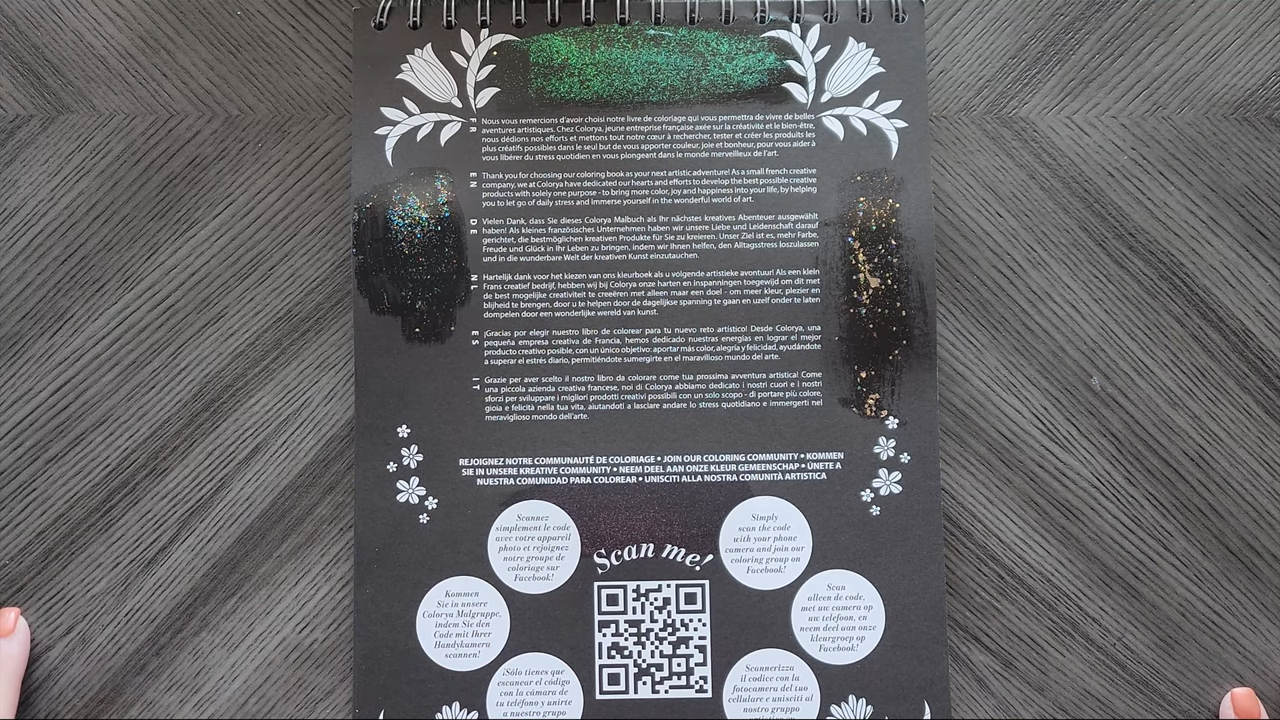 FR
Nous vous remercions d'avoir choisi notre livre de coloriage qui vous permettra de vivre de belles
aventures artistiques. Chez Colorya, jeune entreprise française axée sur la créativité et le bien-être,
nous dédions nos efforts et mettons tout notre cœur à rechercher, tester et créer les produits les
plus créatifs possibles dans le seul but de vous apporter couleur, joie et bonheur, pour vous aider à
vous libérer du stress quotidien en vous plongeant dans le monde merveilleux de l'art.
EN
Thank you for choosing our coloring book as your next artistic adventure! As a small french creative
company, we at Colorya have dedicated our hearts and efforts to develop the best possible creative
products with solely one purpose - to bring more color, joy and happiness into your life, by helping
you to let go of daily stress and immerse yourself in the wonderful world of art.
DE
Vielen Dank, dass Sie dieses Colorya Malbuch als Ihr nächstes kreatives Abenteuer ausgewählt
haben! Als kleines französisches Unternehmen haben wir unsere Liebe und Leidenschaft darauf
gerichtet, die bestmöglichen kreativen Produkte für Sie zu kreieren. Unser Ziel ist es, mehr Farbe,
Freude und Glück in Ihr Leben zu bringen, indem wir Ihnen helfen, den Alltagsstress loszulassen
und in die wunderbare Welt der kreativen Kunst einzutauchen.
NL
Hartelijk dank voor het kiezen van ons kleurboek als u volgende artistieke avontuur! Als een klein
Frans creatief bedrijf, hebben wij bij Colorya onze harten en inspanningen toegewijd om dit met
de best mogelijke creativiteit te creeëren met alleen maar een doel - om meer kleur, plezier en
blijheid te brengen, door u te helpen door de dagelijkse spanning te gaan en uzelf onder te laten
dompelen door een wonderlijke wereld van kunst.
ES
¡Gracias por elegir nuestro libro de colorear para tu nuevo reto artístico! Desde Colorya, una
pequeña empresa creativa de Francia, hemos dedicado nuestras energías en lograr el mejor
producto creativo posible, con un único objetivo: aportar más color, alegría y felicidad, ayudándote
a superar el estrés diario, permitiéndote sumergirte en el maravilloso mundo del arte.
IT
Grazie per aver scelto il nostro libro da colorare come tua prossima avventura artistica! Come
una piccola azienda creativa francese, noi di Colorya abbiamo dedicato i nostri cuori e i nostri
sforzi per sviluppare i migliori prodotti creativi possibili con un solo scopo - di portare più colore,
gioia e felicità nella tua vita, aiutandoti a lasciare andare lo stress quotidiano e immergerti nel
meraviglioso mondo dell'arte.
REJOIGNEZ NOTRE COMMUNAUTÉ DE COLORIAGE • JOIN OUR COLORING COMMUNITY • KOMMEN
SIE IN UNSERE KREATIVE COMMUNITY • NEEM DEEL AAN ONZE KLEUR GEMEENSCHAP • ÚNETE A
NUESTRA COMUNIDAD PARA COLOREAR • UNISCITI ALLA NOSTRA COMUNITÀ ARTISTICA
Scannez
simplement le code
avec votre appareil
photo et rejoignez
notre groupe de
coloriage sur
Facebook!
Scan me!
Simply
scan the code
with your phone
camera and join our
coloring group on
Facebook!
Kommen
Sie in unsere
Colorya Malgruppe,
indem Sie den
Code mit Ihrer
Handykamera
scannen!
Scan
alleen de code,
met uw camera op
uw telefoon, en
neem deel aan onze
kleurgroep op
Facebook!
¡Sólo tienes que
escanear el código
con la cámara de
tu teléfono y unirte
a nuestro grupo
Scannerizza
il codice con la
fotocamera del tuo
cellulare e unisciti al
nostro gruppo